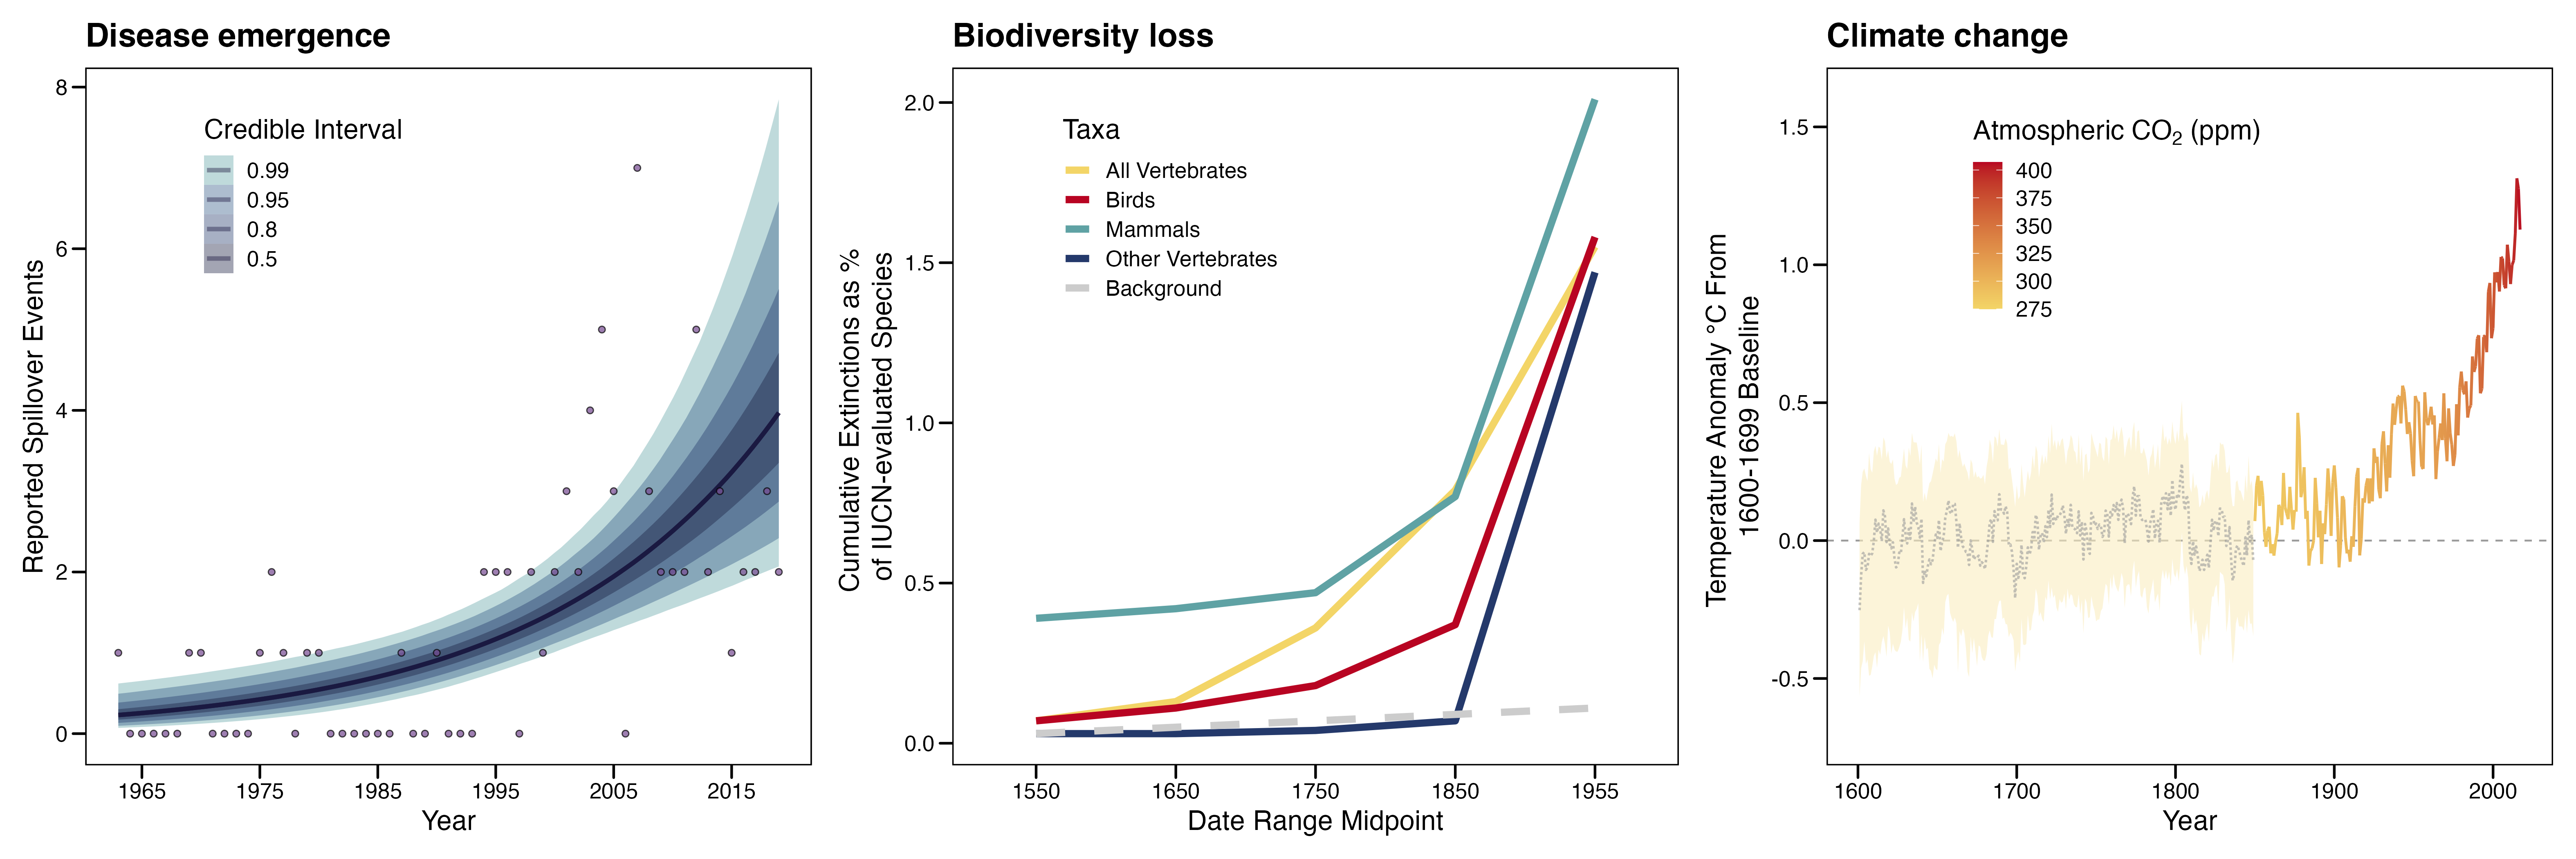 Disease emergence
Reported Spillover Events
8
6
4
2
0
Credible Interval
0.99
0.95
0.8
0.5
1965 1975 1985 1995 2005 2015
Year
Biodiversity loss
Cumulative Extinctions as %
of IUCN-evaluated Species
2.0
1.5
1.0
0.5
0.0
Taxa
All Vertebrates
Birds
Mammals
Other Vertebrates
Background
1550 1650 1750 1850 1955
Date Range Midpoint
Climate change
Temperature Anomaly °C From
1600-1699 Baseline
1.5
1.0
0.5
0.0
-0.5
Atmospheric CO₂ (ppm)
400
375
350
325
300
275
1600 1700 1800 1900 2000
Year